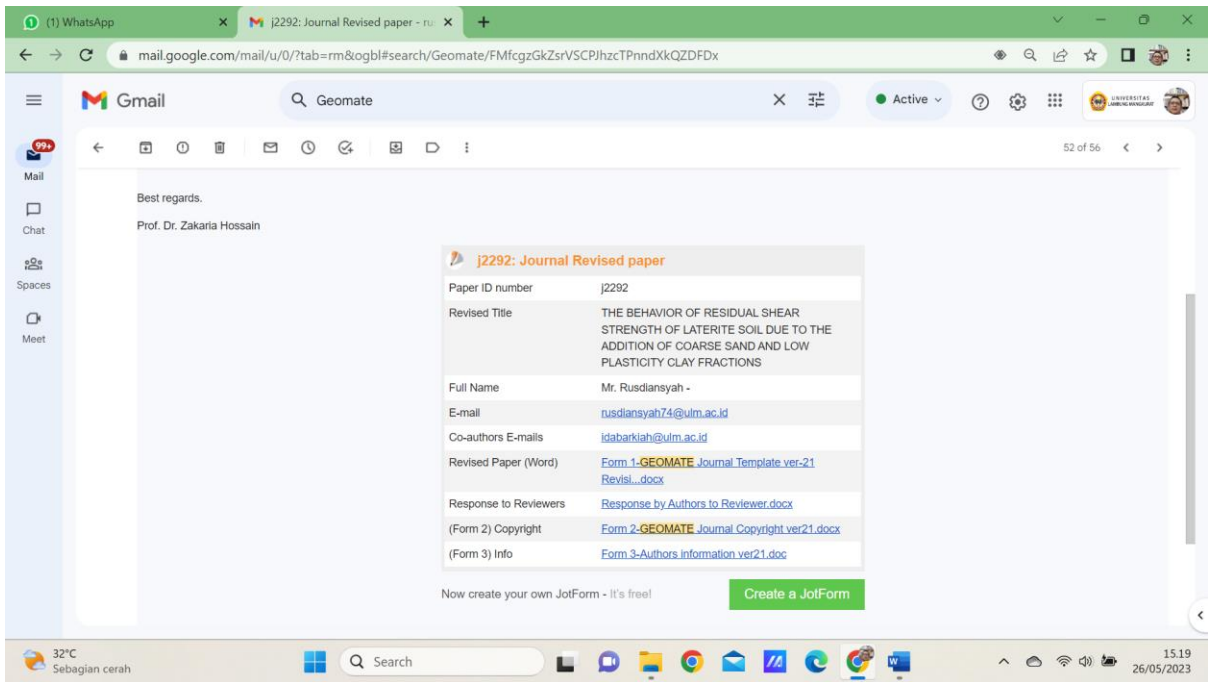 (1) WhatsApp
j2292: Journal Revised paper - ru
mail.google.com/mail/u/0/?tab=rm&ogbl#search/Geomate/FMfcgzGkZsrVSCPJhzcTPnndXkQZDFDx
Gmail
Geomate
Active
UNIVERSITAS
LAMBUNG MANGKURAT
99+
Mail
52 of 56
Chat
Spaces
Meet
Best regards.
Prof. Dr. Zakaria Hossain
j2292: Journal Revised paper
Paper ID number j2292
Revised Title THE BEHAVIOR OF RESIDUAL SHEAR
STRENGTH OF LATERITE SOIL DUE TO THE
ADDITION OF COARSE SAND AND LOW
PLASTICITY CLAY FRACTIONS
Full Name Mr. Rusdiansyah -
E-mail rusdiansyah74@ulm.ac.id
Co-authors E-mails idabarkiah@ulm.ac.id
Revised Paper (Word) Form 1-GEOMATE Journal Template ver-21
Revisi...docx
Response to Reviewers Response by Authors to Reviewer.docx
(Form 2) Copyright Form 2-GEOMATE Journal Copyright ver21.docx
(Form 3) Info Form 3-Authors information ver21.doc
Now create your own JotForm - It's free!
Create a JotForm
32°C
Sebagian cerah
Search
15.19
26/05/2023